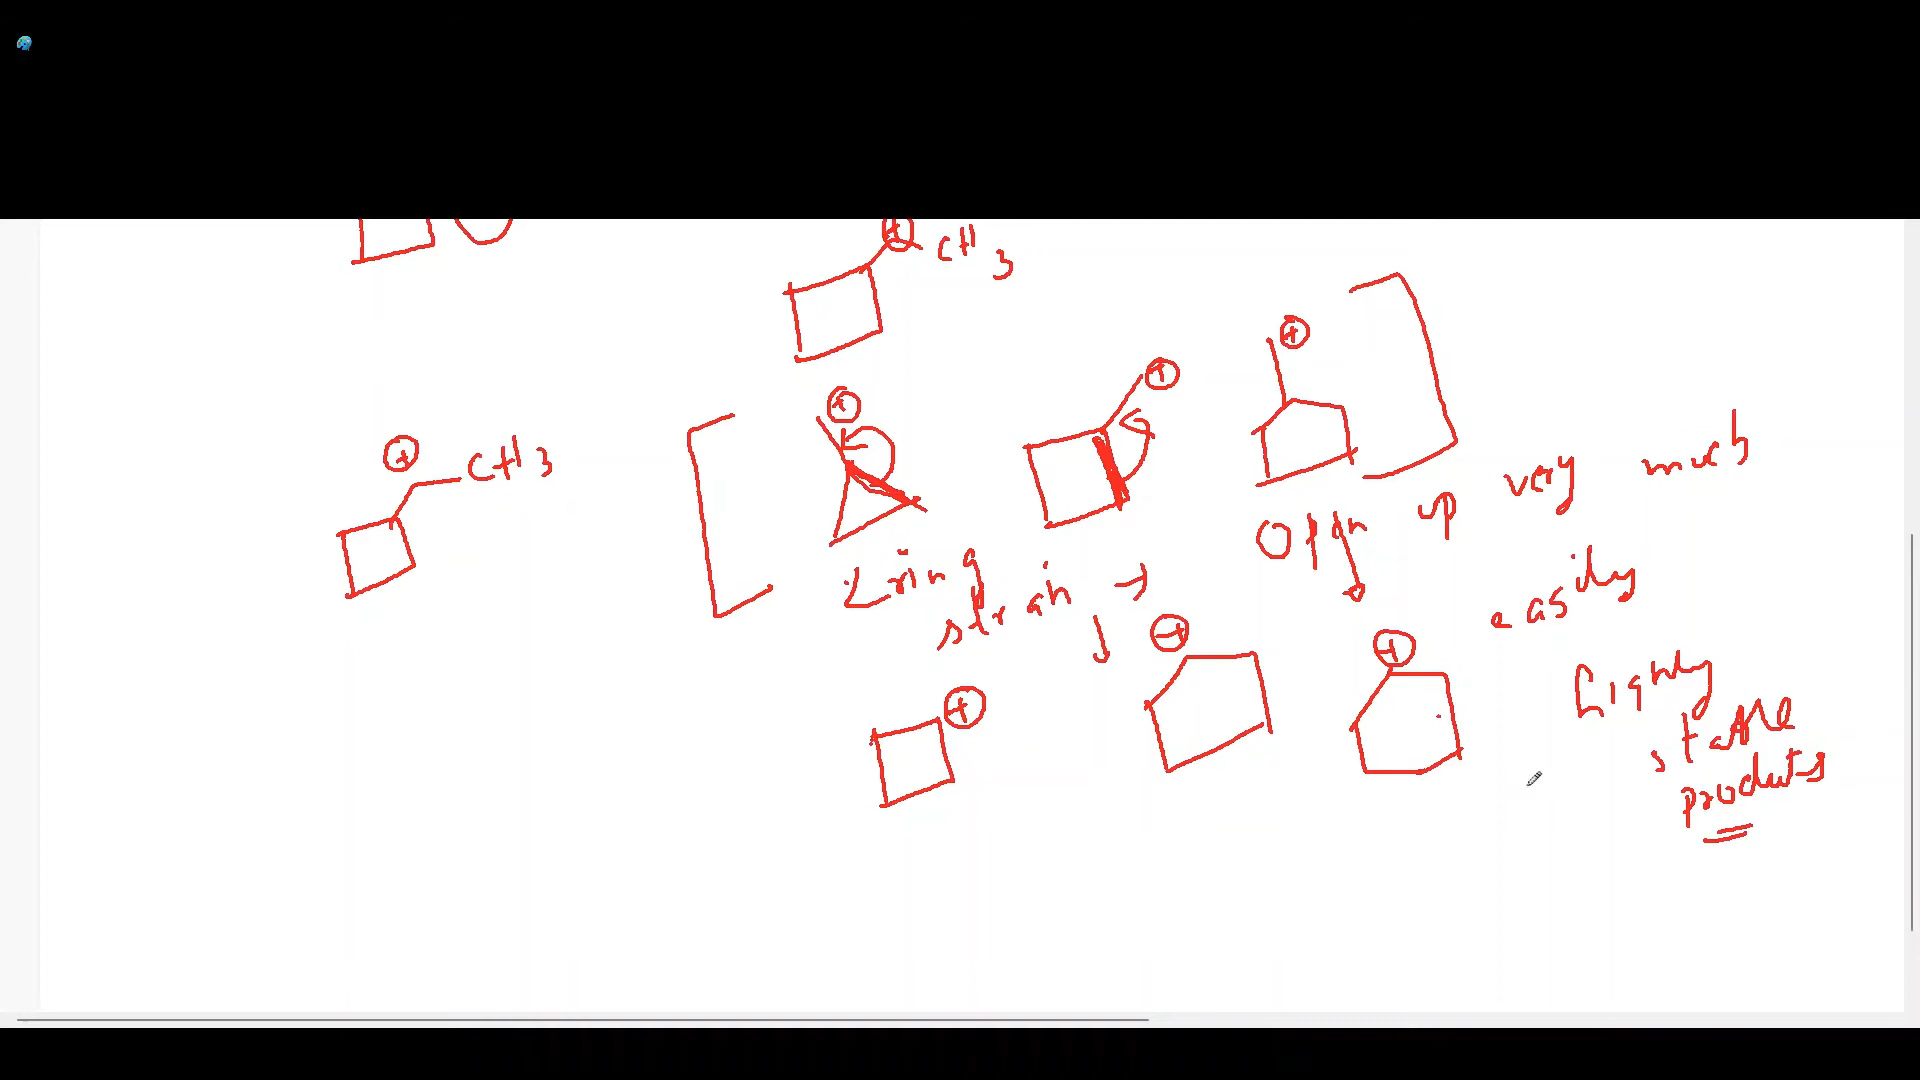 CH3
+
+
+
+
+ CH3
Open up very much
easily
ring
strain →
+
+
+
Highly
stable
products